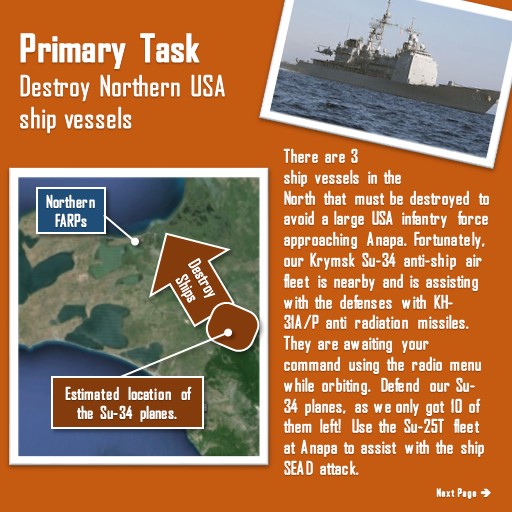 Primary Task
Destroy Northern USA
ship vessels
There are 3
ship vessels in the
North that must be destroyed to
avoid a large USA infantry force
approaching Anapa. Fortunately,
our Krymsk Su-34 anti-ship air
fleet is nearby and is assisting
with the defenses with KH-
31A/P anti radiation missiles.
They are awaiting your
command using the radio menu
while orbiting. Defend our Su-
34 planes, as we only got 10 of
them left! Use the Su-25T fleet
at Anapa to assist with the ship
SEAD attack.
Northern
FARPs
Destroy
Ships
Estimated location of
the Su-34 planes.
Next Page →